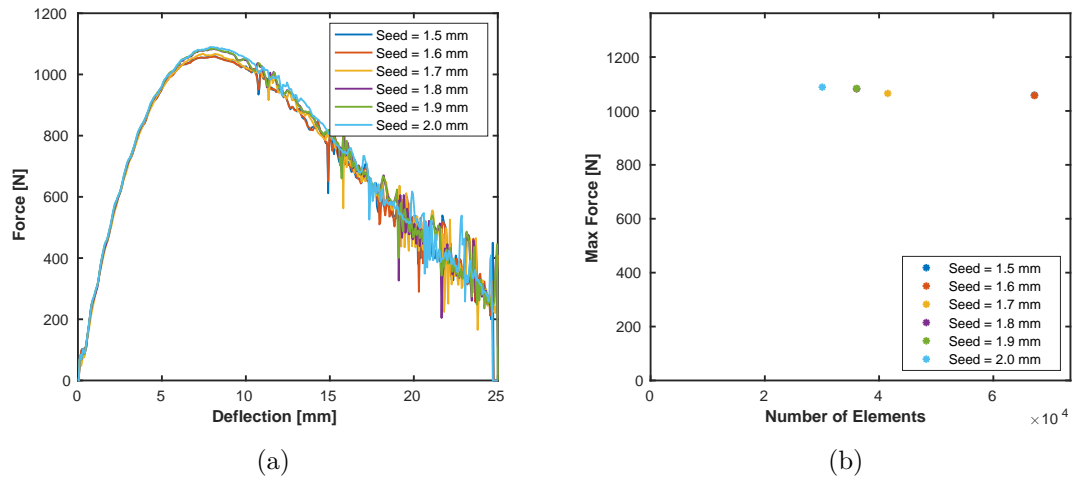 1200
1000
800
600
400
200
0
Force [N]
0 5 10 15 20 25
Deflection [mm]
Seed = 1.5 mm
Seed = 1.6 mm
Seed = 1.7 mm
Seed = 1.8 mm
Seed = 1.9 mm
Seed = 2.0 mm
(a)
1200
1000
800
600
400
200
0
Max Force [N]
0 2 4 6
×10⁴
Number of Elements
Seed = 1.5 mm
Seed = 1.6 mm
Seed = 1.7 mm
Seed = 1.8 mm
Seed = 1.9 mm
Seed = 2.0 mm
(b)